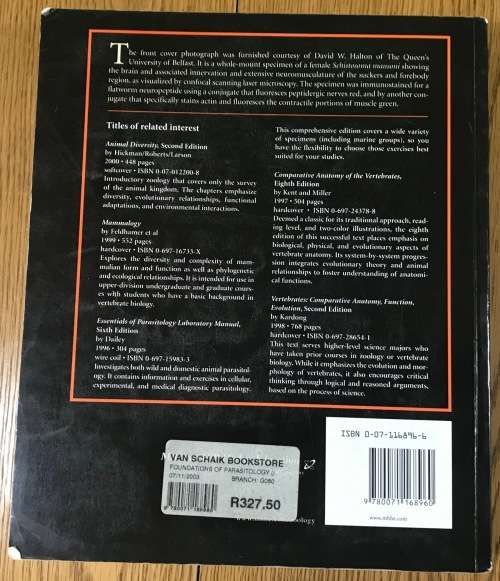 The front cover photograph was furnished courtesy of David W. Halton of The Queen's
University of Belfast. It is a whole-mount specimen of a female Schistosoma mansoni showing
the brain and associated innervation and extensive neuromusculature of the suckers and forebody
region, as visualized by confocal scanning laser microscopy. The specimen was immunostained for a
flatworm neuropeptide using a conjugate that fluoresces peptidergic nerves red, and by another con-
jugate that specifically stains actin and fluoresces the contractile portions of muscle green.
Titles of related interest
Animal Diversity, Second Edition
by Hickman/Roberts/Larson
2000 • 448 pages
softcover • ISBN 0-07-012200-8
Introductory zoology that covers only the survey
of the animal kingdom. The chapters emphasize
diversity, evolutionary relationships, functional
adaptations, and environmental interactions.
Mammalogy
by Feldhamer et al
1999 • 552 pages
hardcover • ISBN 0-697-16733-X
Explores the diversity and complexity of mam-
malian form and function as well as phylogenetic
and ecological relationships. It is intended for use in
upper-division undergraduate and graduate cours-
es with students who have a basic background in
vertebrate biology.
Essentials of Parasitology Laboratory Manual,
Sixth Edition
by Dailey
1996 • 304 pages
wire coil • ISBN 0-697-15983-3
Investigates both wild and domestic animal parasitol-
ogy. It contains information and exercises in cellular,
experimental, and medical diagnostic parasitology.
This comprehensive edition covers a wide variety
of specimens (including marine groups), so you
have the flexibility to choose those exercises best
suited for your studies.
Comparative Anatomy of the Vertebrates,
Eighth Edition
by Kent and Miller
1997 • 504 pages
hardcover • ISBN 0-697-24378-8
Deemed a classic for its traditional approach, read-
ing level, and two-color illustrations, the eighth
edition of this successful text places emphasis on
biological, physical, and evolutionary aspects of
vertebrate anatomy. Its system-by-system progres-
sion integrates evolutionary theory and animal
relationships to foster understanding of anatomi-
cal functions.
Vertebrates: Comparative Anatomy, Function,
Evolution, Second Edition
by Kardong
1998 • 768 pages
hardcover • ISBN 0-697-28654-1
This text serves higher-level science majors who
have taken prior courses in zoology or vertebrate
biology. While it emphasizes the evolution and mor-
phology of vertebrates, it also encourages critical
thinking through logical and reasoned arguments,
based on the process of science.
ISBN 0-07-116896-6
9 780071 168960
www.mhhe.com
VAN SCHAIK BOOKSTORE
FOUNDATIONS OF PARASITOLOGY
07/11/2003 BRANCH: G080
R327.50
9 780071 168960